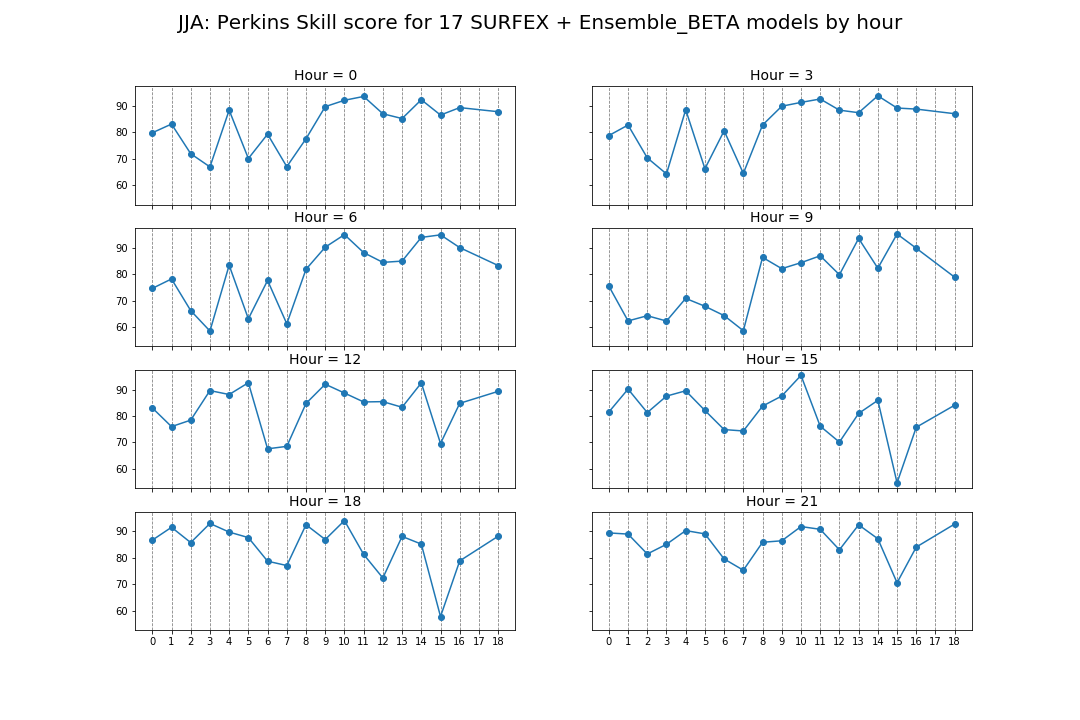 JJA: Perkins Skill score for 17 SURFEX + Ensemble_BETA models by hour
Hour = 0
90
80
70
60
Hour = 3
Hour = 6
90
80
70
60
Hour = 9
Hour = 12
90
80
70
60
Hour = 15
Hour = 18
90
80
70
60
0 1 2 3 4 5 6 7 8 9 10 11 12 13 14 15 16 17 18
Hour = 21
0 1 2 3 4 5 6 7 8 9 10 11 12 13 14 15 16 17 18